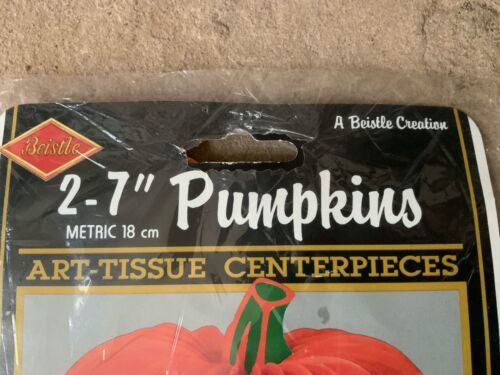 A Beistle Creation
Beistle
2-7" Pumpkins
METRIC 18 cm
ART-TISSUE CENTERPIECES